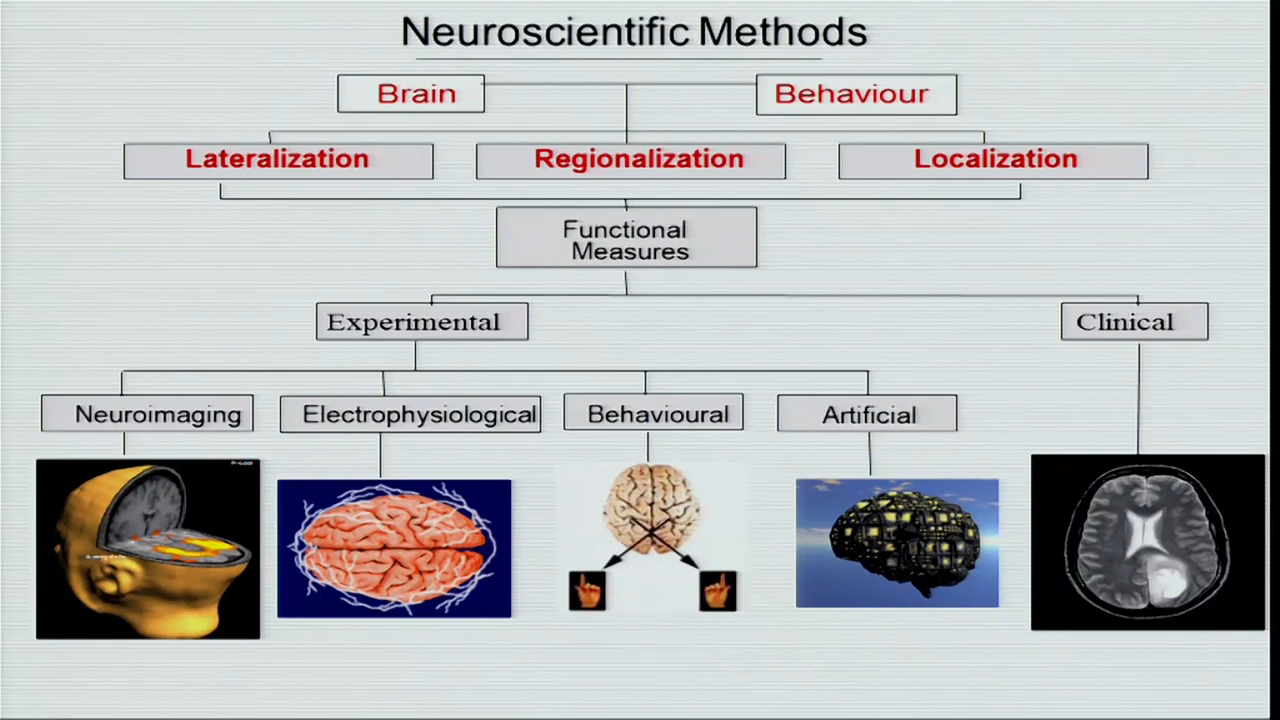 Neuroscientific Methods
Brain
Behaviour
Lateralization
Regionalization
Localization
Functional
Measures
Experimental
Clinical
Neuroimaging
Electrophysiological
Behavioural
Artificial